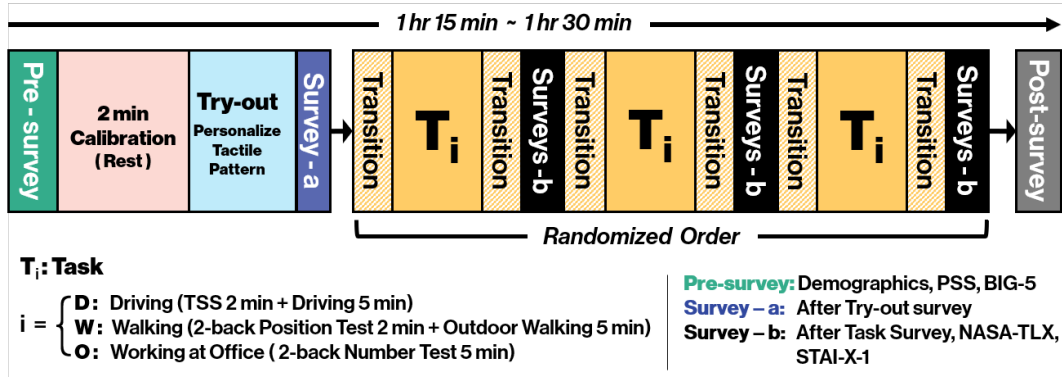 1 hr 15 min ~ 1 hr 30 min
Pre - survey
2 min
Calibration
( Rest )
Try-out
Personalize
Tactile
Pattern
Survey - a
Transition
Ti
Transition
Surveys - b
Transition
Ti
Transition
Surveys - b
Transition
Ti
Transition
Survey - b
Post-survey
Randomized Order
Ti: Task
i =
D: Driving (TSS 2 min + Driving 5 min)
W: Walking (2-back Position Test 2 min + Outdoor Walking 5 min)
O: Working at Office ( 2-back Number Test 5 min)
Pre-survey: Demographics, PSS, BIG-5
Survey – a: After Try-out survey
Survey – b: After Task Survey, NASA-TLX,
STAI-X-1